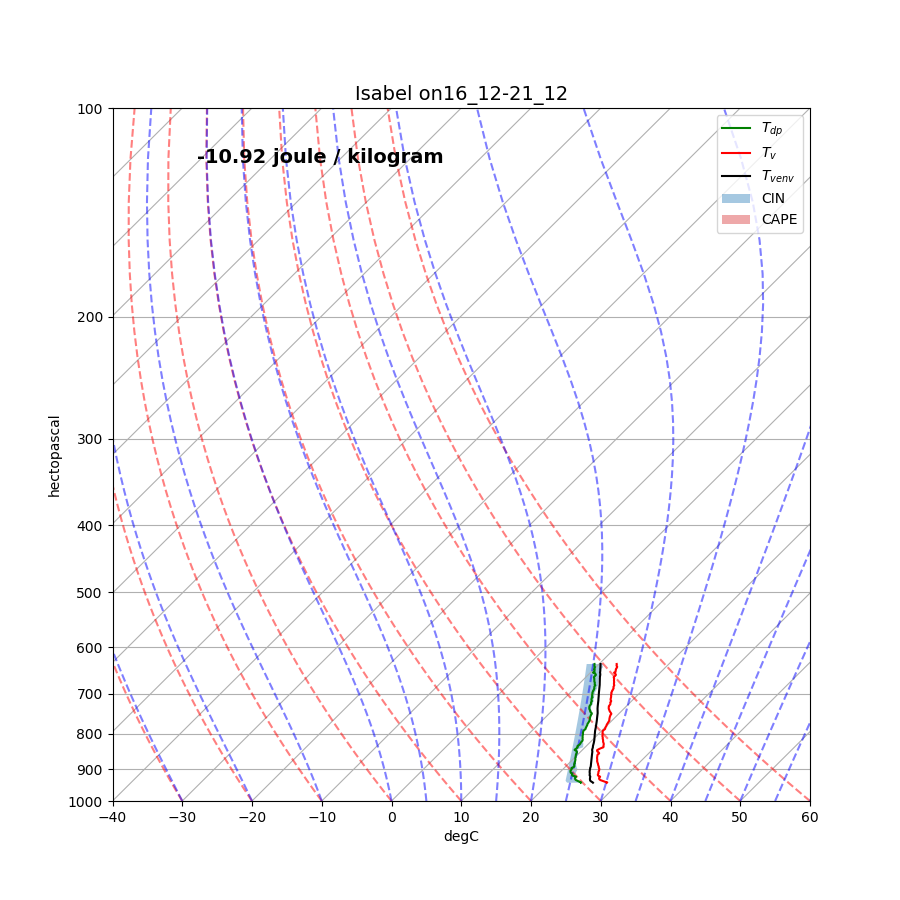 Isabel on16_12-21_12
-10.92 joule / kilogram
T_dp
T_v
T_venv
CIN
CAPE
100
200
300
400
500
600
700
800
900
1000
hectopascal
−40 −30 −20 −10 0 10 20 30 40 50 60
degC